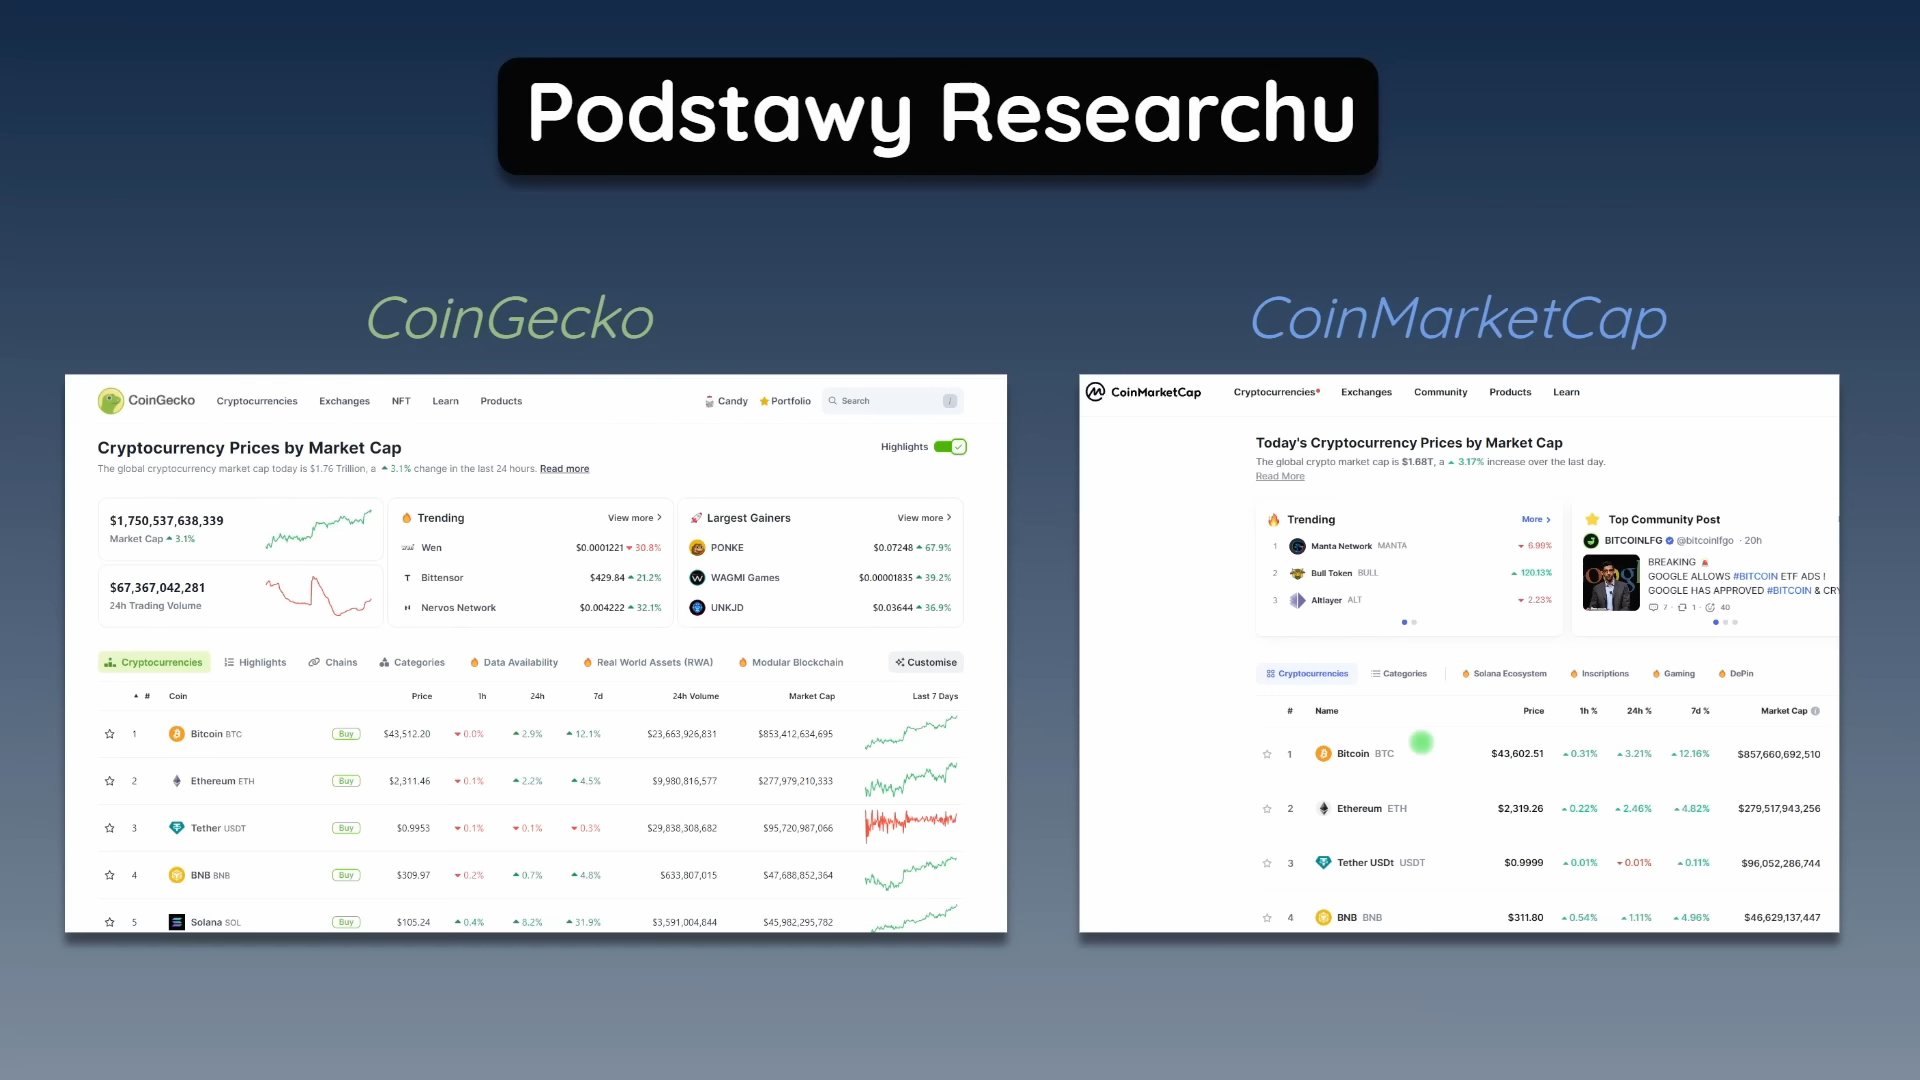 Podstawy Researchu
CoinGecko
CoinGecko Cryptocurrencies Exchanges NFT Learn Products Candy Portfolio Search /
Cryptocurrency Prices by Market Cap Highlights
The global cryptocurrency market cap today is $1.76 Trillion, a 3.1% change in the last 24 hours. Read more
$1,750,537,638,339
Market Cap 3.1%
$67,367,042,281
24h Trading Volume
Trending View more >
Wen $0.0001221 30.8%
Bittensor $429.84 21.2%
Nervos Network $0.004222 32.1%
Largest Gainers View more >
PONKE $0.07248 67.9%
WAGMI Games $0.00001835 39.2%
UNKJD $0.03644 36.9%
Cryptocurrencies Highlights Chains Categories Data Availability Real World Assets (RWA) Modular Blockchain Customise
# Coin Price 1h 24h 7d 24h Volume Market Cap Last 7 Days
1 Bitcoin BTC Buy $43,512.20 0.0% 2.9% 12.1% $23,663,926,831 $853,412,634,695
2 Ethereum ETH Buy $2,311.46 0.1% 2.2% 4.5% $9,980,816,577 $277,979,210,333
3 Tether USDT Buy $0.9953 0.1% 0.1% 0.3% $29,838,308,682 $95,720,987,066
4 BNB BNB Buy $309.97 0.2% 0.7% 4.8% $633,807,015 $47,688,852,364
5 Solana SOL Buy $105.24 0.4% 8.2% 31.9% $3,591,004,844 $45,982,295,782
CoinMarketCap
CoinMarketCap Cryptocurrencies Exchanges Community Products Learn
Today's Cryptocurrency Prices by Market Cap
The global crypto market cap is $1.68T, a 3.17% increase over the last day.
Read More
Trending More >
1 Manta Network MANTA 6.99%
2 Bull Token BULL 120.13%
3 Altlayer ALT 2.23%
Top Community Post
BITCOINLFG @bitcoinlfgo · 20h
BREAKING
GOOGLE ALLOWS #BITCOIN ETF ADS !
GOOGLE HAS APPROVED #BITCOIN & CRY
7 · 1 · 40
Cryptocurrencies Categories Solana Ecosystem Inscriptions Gaming DePin
# Name Price 1h % 24h % 7d % Market Cap
1 Bitcoin BTC $43,602.51 0.31% 3.21% 12.16% $857,660,692,510
2 Ethereum ETH $2,319.26 0.22% 2.46% 4.82% $279,517,943,256
3 Tether USDt USDT $0.9999 0.01% 0.01% 0.11% $96,052,286,744
4 BNB BNB $311.80 0.54% 1.11% 4.96% $46,629,137,447